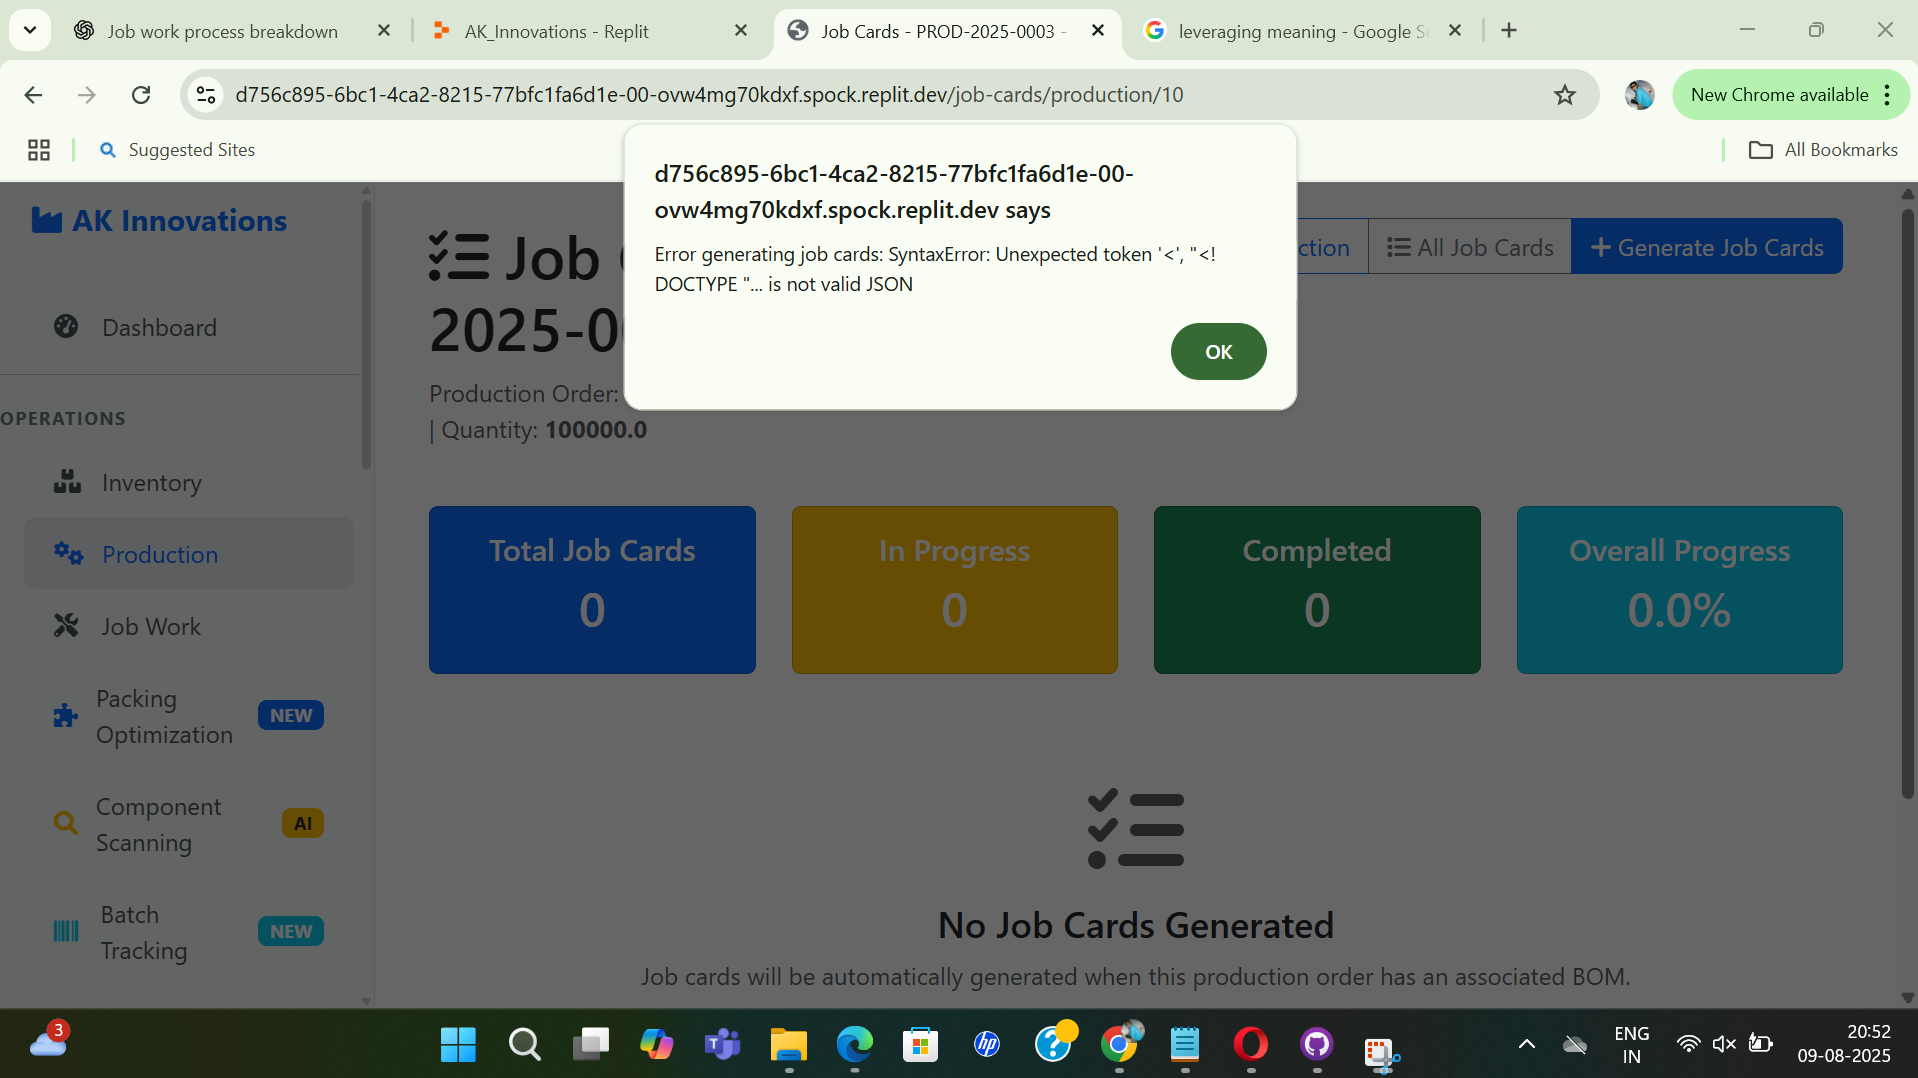 Job work process breakdown
AK_Innovations - Replit
Job Cards - PROD-2025-0003 -
leveraging meaning - Google S
d756c895-6bc1-4ca2-8215-77bfc1fa6d1e-00-ovw4mg70kdxf.spock.replit.dev/job-cards/production/10
New Chrome available
Suggested Sites
All Bookmarks
d756c895-6bc1-4ca2-8215-77bfc1fa6d1e-00-
ovw4mg70kdxf.spock.replit.dev says
Error generating job cards: SyntaxError: Unexpected token '<', "<!
DOCTYPE "... is not valid JSON
OK
AK Innovations
Dashboard
OPERATIONS
Inventory
Production
Job Work
Packing
Optimization
NEW
Component
Scanning
AI
Batch
Tracking
NEW
Job
2025-00
ction
All Job Cards
Generate Job Cards
Production Order:
| Quantity: 100000.0
Total Job Cards
0
In Progress
0
Completed
0
Overall Progress
0.0%
No Job Cards Generated
Job cards will be automatically generated when this production order has an associated BOM.
3
ENG
IN
20:52
09-08-2025